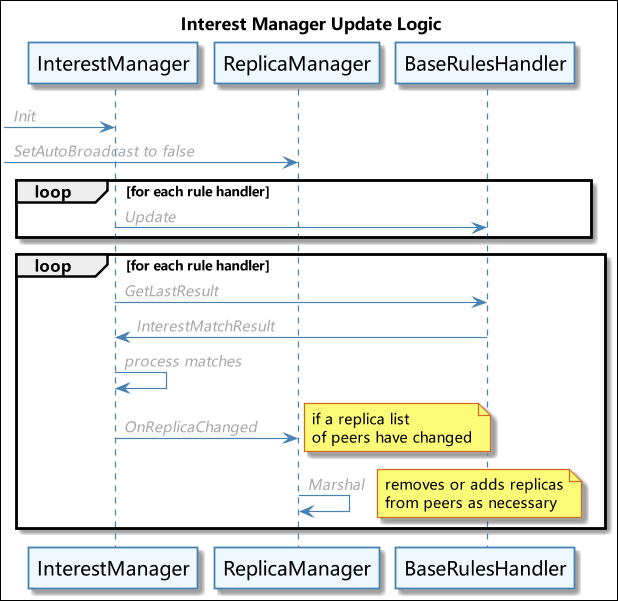 Interest Manager Update Logic
InterestManager
ReplicaManager
BaseRulesHandler
Init
SetAutoBroadcast to false
loop
[for each rule handler]
Update
loop
[for each rule handler]
GetLastResult
InterestMatchResult
process matches
OnReplicaChanged
if a replica list
of peers have changed
Marshal
removes or adds replicas
from peers as necessary
InterestManager
ReplicaManager
BaseRulesHandler